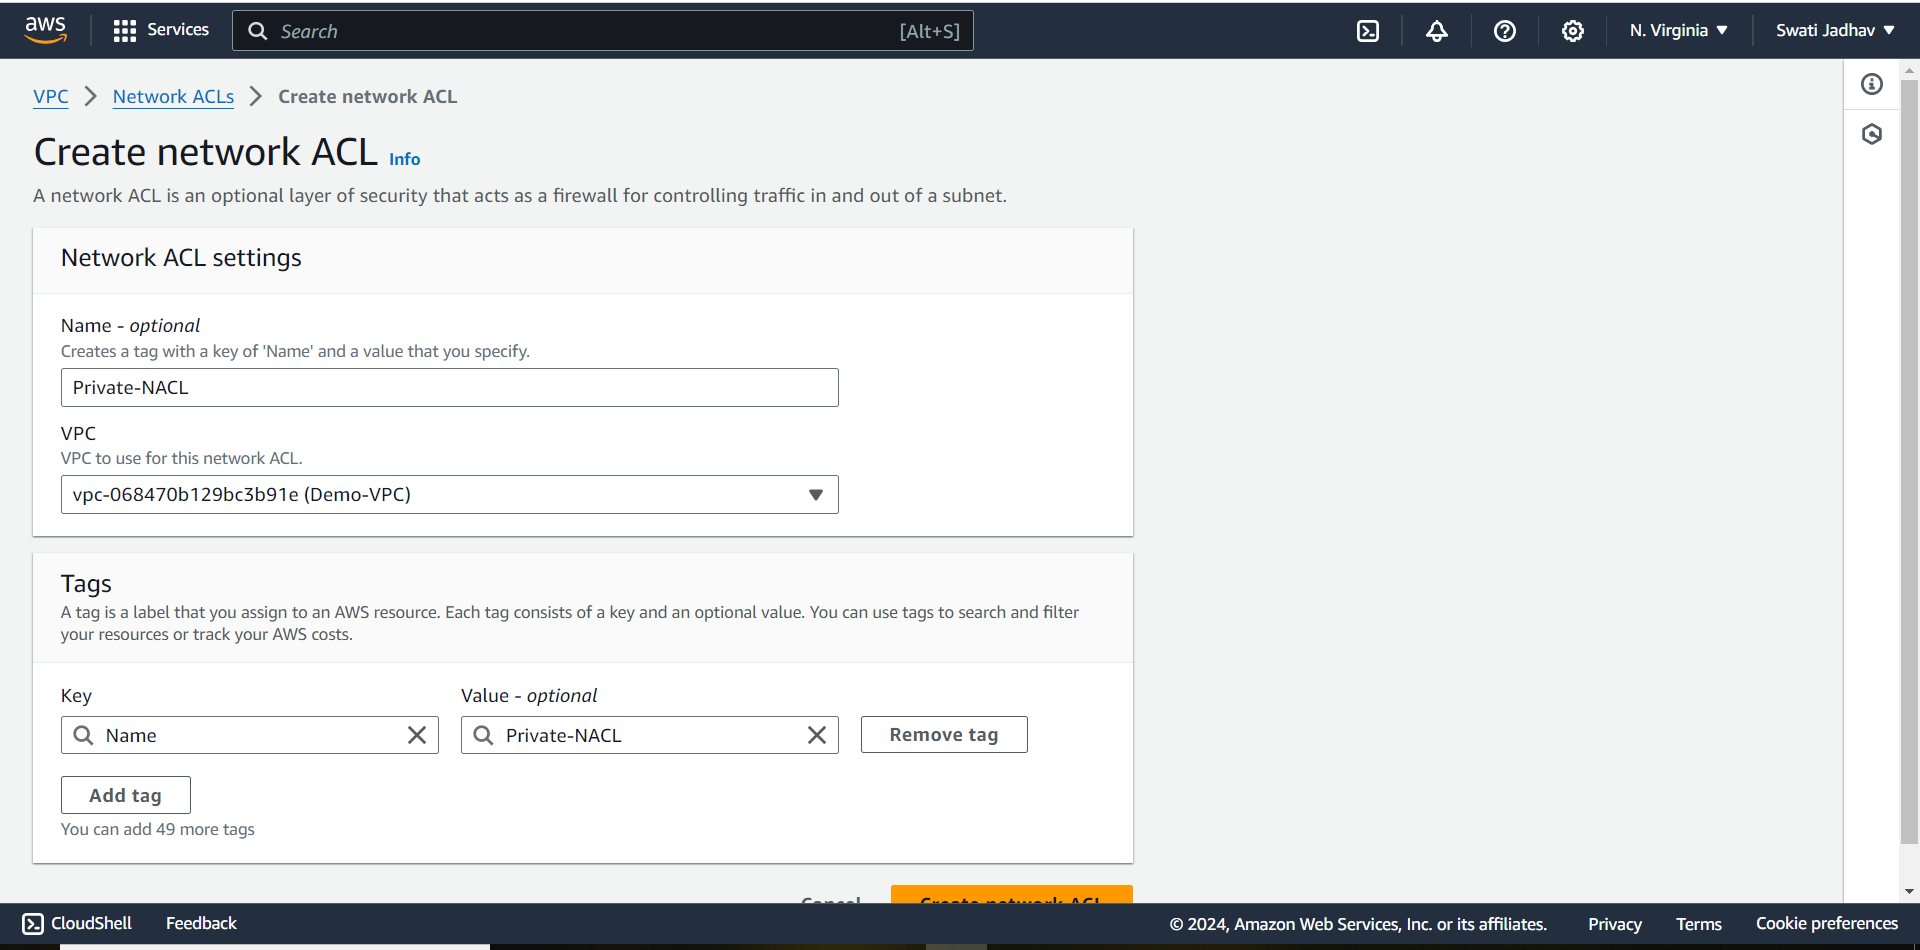 aws
Services
Search
[Alt+S]
N. Virginia
Swati Jadhav
VPC
Network ACLs
Create network ACL
Create network ACL Info
A network ACL is an optional layer of security that acts as a firewall for controlling traffic in and out of a subnet.
Network ACL settings
Name - optional
Creates a tag with a key of 'Name' and a value that you specify.
Private-NACL
VPC
VPC to use for this network ACL.
vpc-068470b129bc3b91e (Demo-VPC)
Tags
A tag is a label that you assign to an AWS resource. Each tag consists of a key and an optional value. You can use tags to search and filter
your resources or track your AWS costs.
Key
Value - optional
Name
Private-NACL
Remove tag
Add tag
You can add 49 more tags
Cancel
Create network ACL
CloudShell
Feedback
© 2024, Amazon Web Services, Inc. or its affiliates.
Privacy
Terms
Cookie preferences